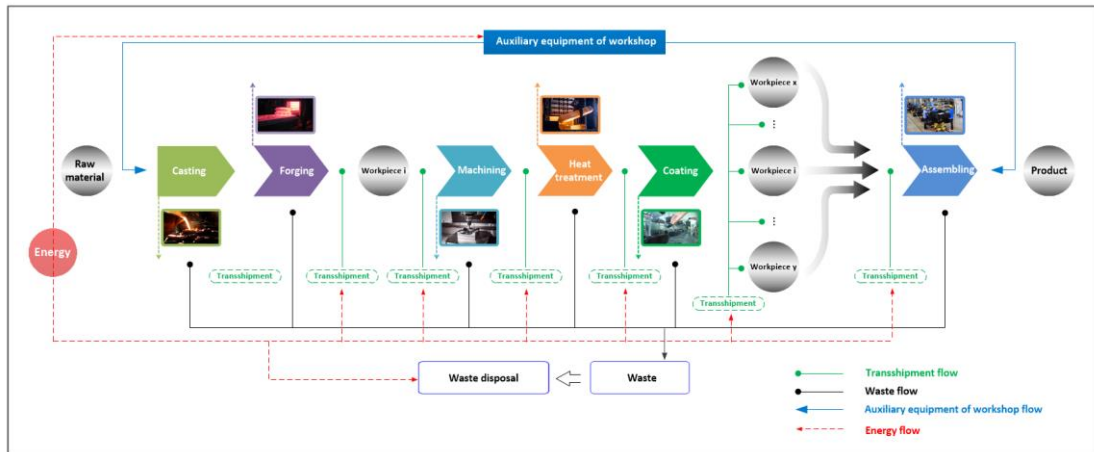 Auxiliary equipment of workshop
Workpiece x
⋮
Raw
material
Casting
Forging
Workpiece i
Machining
Heat
treatment
Coating
Workpiece i
Assembling
Product
⋮
Energy
Workpiece y
Transshipment
Transshipment
Transshipment
Transshipment
Transshipment
Transshipment
Transshipment
Waste disposal
Waste
Transshipment flow
Waste flow
Auxiliary equipment of workshop flow
Energy flow